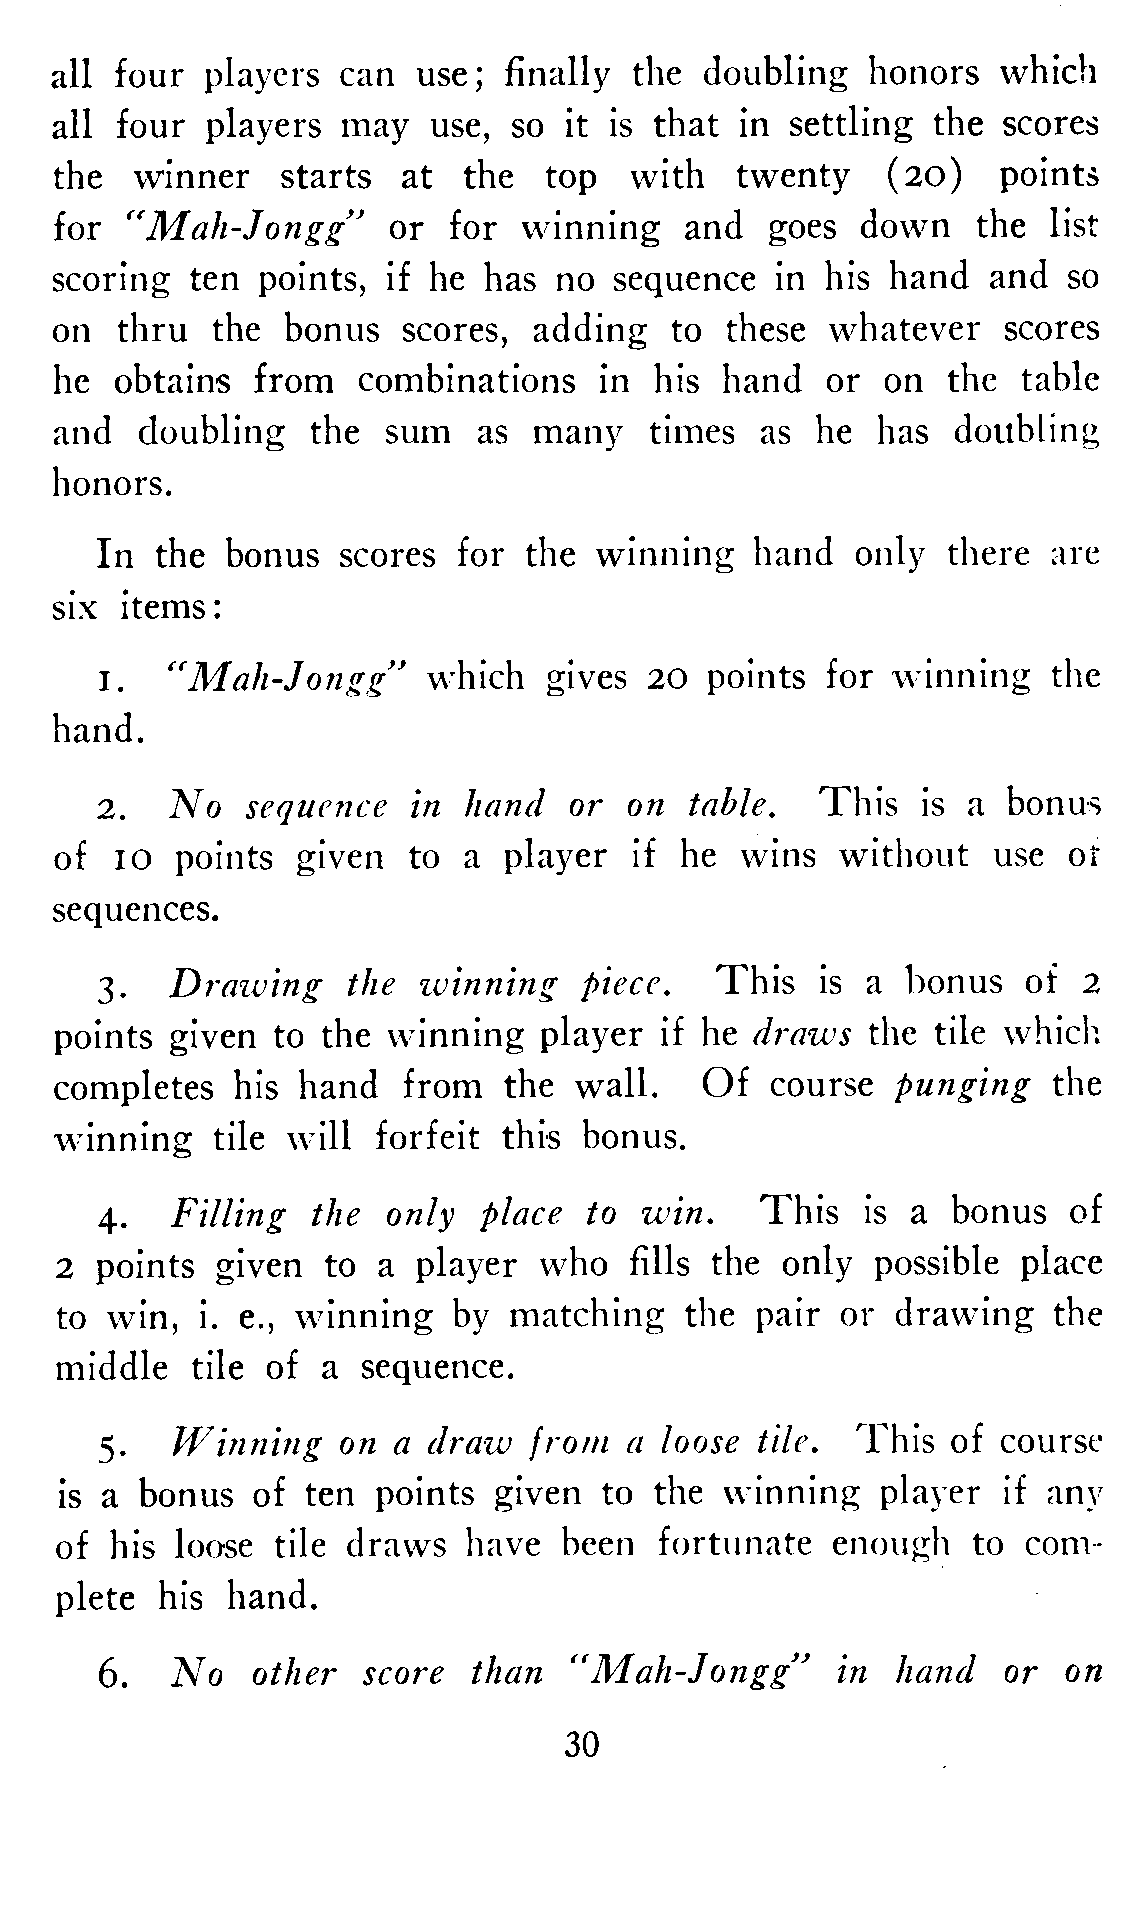 all four players can use; finally the doubling honors which
all four players may use, so it is that in settling the scores
the winner starts at the top with twenty (20) points
for "Mah-Jongg" or for winning and goes down the list
scoring ten points, if he has no sequence in his hand and so
on thru the bonus scores, adding to these whatever scores
he obtains from combinations in his hand or on the table
and doubling the sum as many times as he has doubling
honors.
In the bonus scores for the winning hand only there are
six items:
1. "Mah-Jongg" which gives 20 points for winning the
hand.
2. No sequence in hand or on table. This is a bonus
of 10 points given to a player if he wins without use of
sequences.
3. Drawing the winning piece. This is a bonus of 2
points given to the winning player if he draws the tile which
completes his hand from the wall. Of course punging the
winning tile will forfeit this bonus.
4. Filling the only place to win. This is a bonus of
2 points given to a player who fills the only possible place
to win, i. e., winning by matching the pair or drawing the
middle tile of a sequence.
5. Winning on a draw from a loose tile. This of course
is a bonus of ten points given to the winning player if any
of his loose tile draws have been fortunate enough to com-
plete his hand.
6. No other score than "Mah-Jongg" in hand or on
30